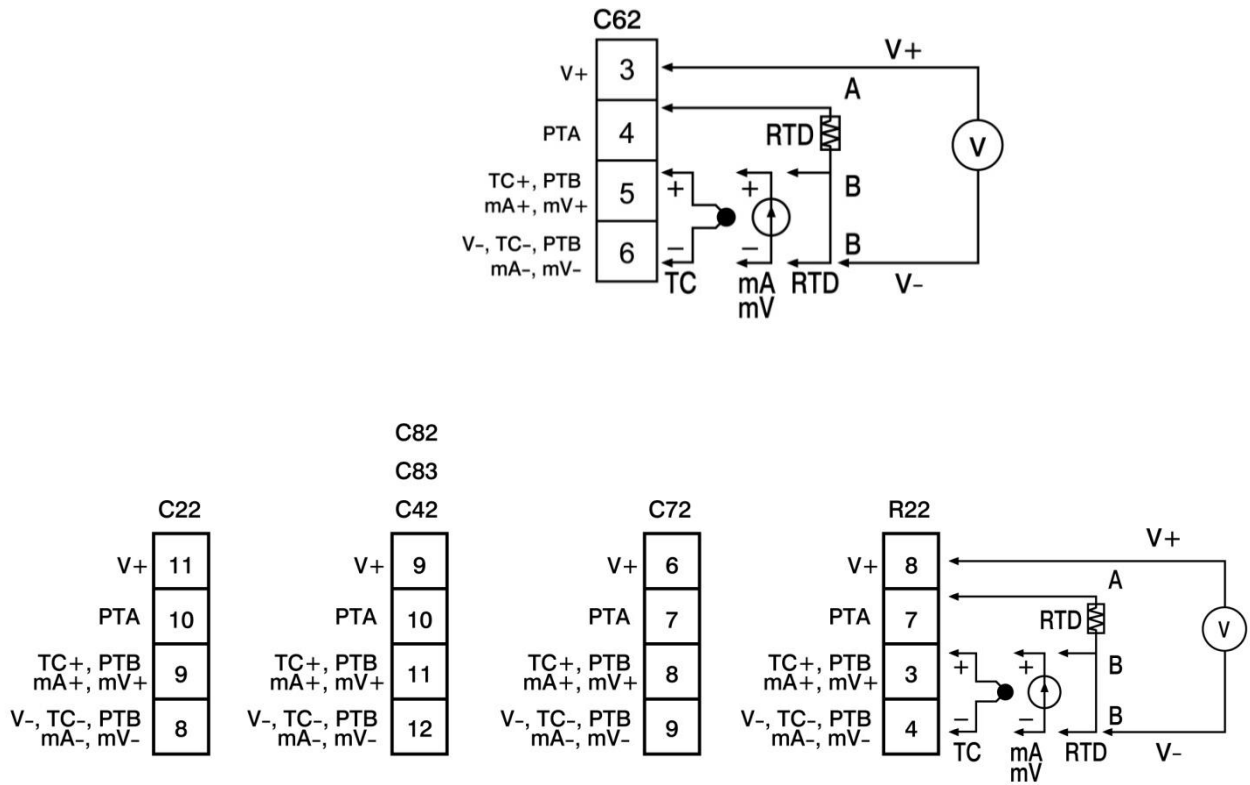 C62
V+ 3
PTA 4
TC+, PTB
mA+, mV+
5
V-, TC-, PTB
mA-, mV-
6
V+
A
RTD
V
+ + B
- - B
TC mA RTD V-
mV
C82
C83
C22 C42 C72 R22
V+ 11
PTA 10
TC+, PTB
mA+, mV+
9
V-, TC-, PTB
mA-, mV-
8
V+ 9
PTA 10
TC+, PTB
mA+, mV+
11
V-, TC-, PTB
mA-, mV-
12
V+ 6
PTA 7
TC+, PTB
mA+, mV+
8
V-, TC-, PTB
mA-, mV-
9
V+ 8
PTA 7
TC+, PTB
mA+, mV+
3
V-, TC-, PTB
mA-, mV-
4
V+
A
RTD
V
+ + B
- - B
TC mA RTD V-
mV